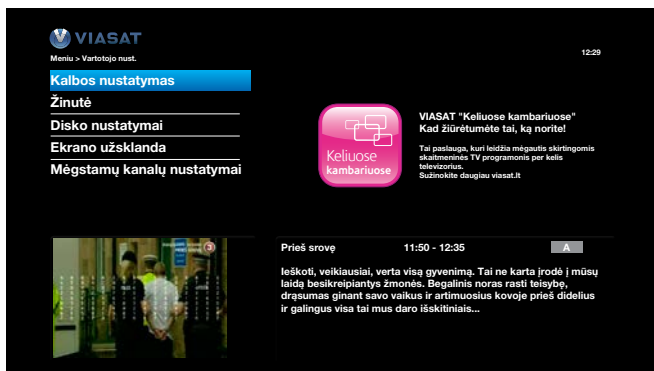 VIASAT
Meniu > Vartotojo nust.
12:29
Kalbos nustatymas
Žinutė
Disko nustatymai
Ekrano užsklanda
Mėgstamų kanalų nustatymai
Keliuose
kambariuose
VIASAT "Keliuose kambariuose"
Kad žiūrėtumėte tai, ką norite!
Tai paslauga, kuri leidžia mėgautis skirtingomis
skaitmeninės TV programonis per kelis
televizorius.
Sužinokite daugiau viasat.lt
3
Prieš srovę 11:50 - 12:35 A
Ieškoti, veikiausiai, verta visą gyvenimą. Tai ne karta įrodė į mūsų
laidą besikreipiantys žmonės. Begalinis noras rasti teisybę,
drąsumas ginant savo vaikus ir artimuosius kovoje prieš didelius
ir galingus visa tai mus daro išskitiniais...